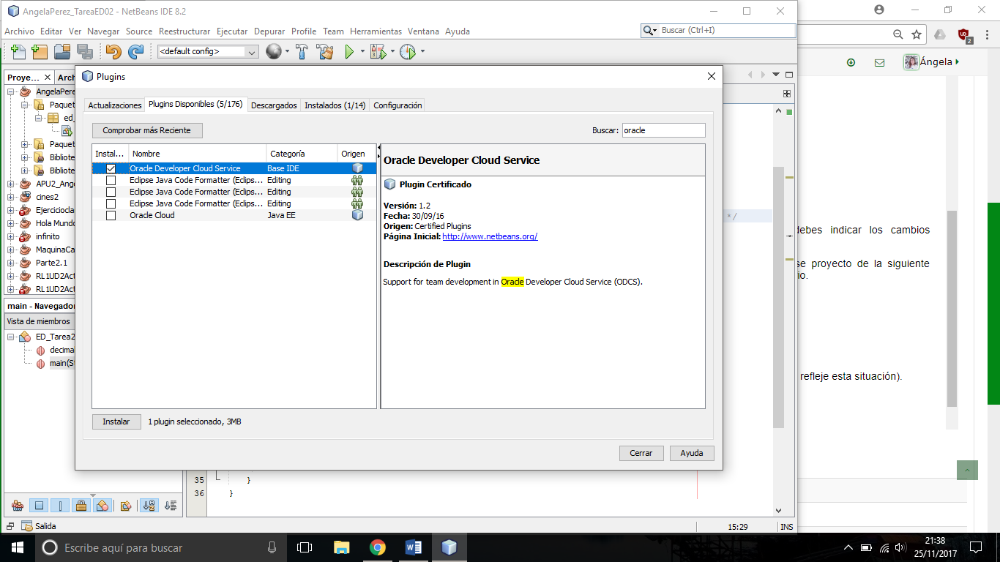 AngelaPerez_TareaED02 - NetBeans IDE 8.2
Archivo Editar Ver Navegar Source Reestructurar Ejecutar Depurar Profile Team Herramientas Ventana Ayuda
Buscar (Ctrl+I)
<default config>
2
Ángela
Proye...
Arch
AngelaPere
Paquet
ed_
Paquet
Bibliote
Bibliote
APU2_Ang
cines2
Ejerciciocla
Hola Mundo
infinito
MaquinaCa
Parte2.1
RL1UD2Act
RL1UD2Act
main - Navegador
Vista de miembros
ED_Tarea2
decima
main(St
Plugins
Actualizaciones
Plugins Disponibles (5/176)
Descargados
Instalados (1/14)
Configuración
Comprobar más Reciente
Buscar: oracle
Instal... Nombre Categoría Origen
Oracle Developer Cloud Service Base IDE
Eclipse Java Code Formatter (Eclips... Editing
Eclipse Java Code Formatter (Eclips... Editing
Eclipse Java Code Formatter (Eclips... Editing
Oracle Cloud Java EE
Oracle Developer Cloud Service
Plugin Certificado
Versión: 1.2
Fecha: 30/09/16
Origen: Certified Plugins
Página Inicial: http://www.netbeans.org/
Descripción de Plugin
Support for team development in Oracle Developer Cloud Service (ODCS).
Instalar
1 plugin seleccionado, 3MB
Cerrar
Ayuda
*/
35 }
36 }
debes indicar los cambios
se proyecto de la siguiente
io.
refleje esta situación).
Salida
15:29
INS
Escribe aquí para buscar
21:38
25/11/2017